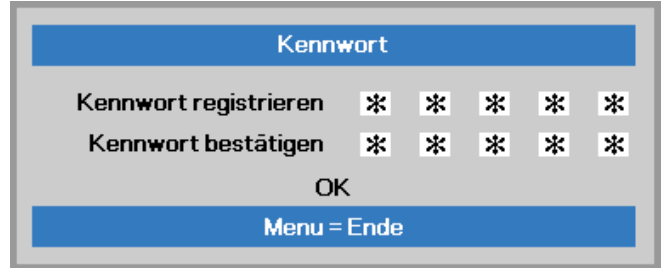 Kennwort
Kennwort registrieren * * * * *
Kennwort bestätigen * * * * *
OK
Menu = Ende